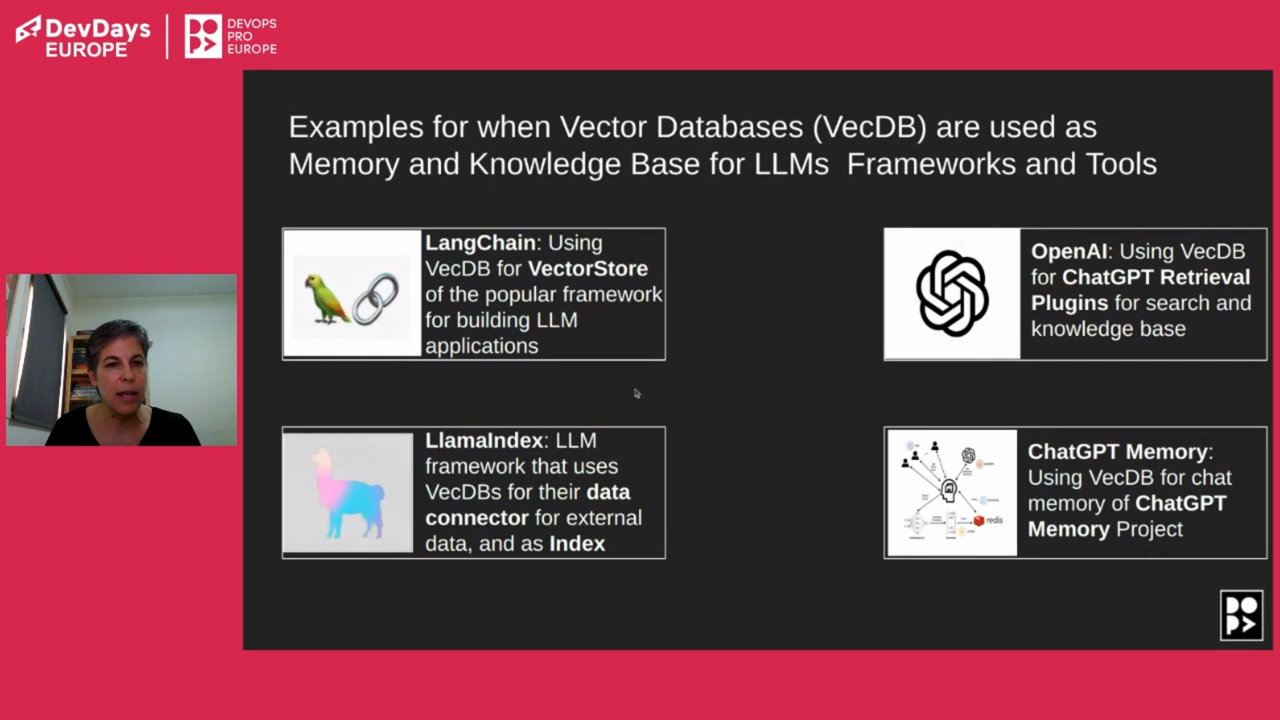 DevDays
EUROPE
DEVOPS
PRO
EUROPE
Examples for when Vector Databases (VecDB) are used as
Memory and Knowledge Base for LLMs  Frameworks and Tools
LangChain: Using
VecDB for VectorStore
of the popular framework
for building LLM
applications
OpenAI: Using VecDB
for ChatGPT Retrieval
Plugins for search and
knowledge base
LlamaIndex: LLM
framework that uses
VecDBs for their data
connector for external
data, and as Index
redis
ChatGPT Memory:
Using VecDB for chat
memory of ChatGPT
Memory Project